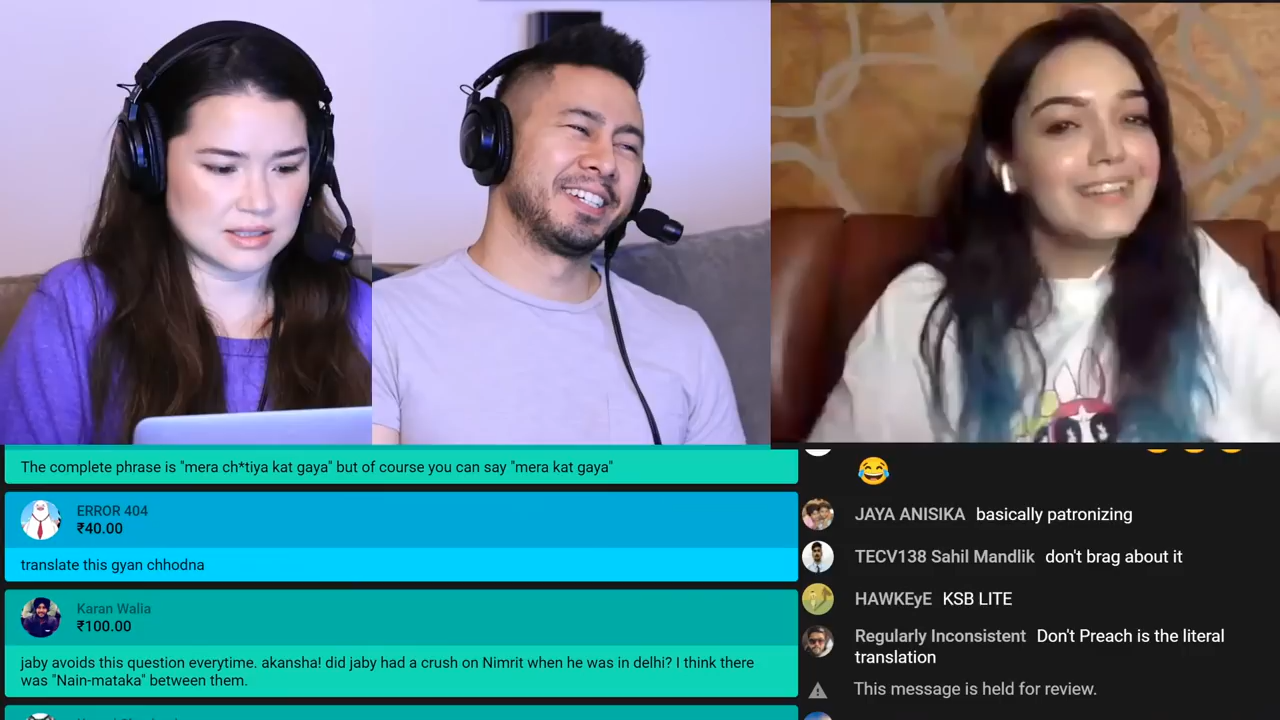 The complete phrase is "mera ch*tiya kat gaya" but of course you can say "mera kat gaya"
ERROR 404
₹40.00
translate this gyan chhodna
Karan Walia
₹100.00
jaby avoids this question everytime. akansha! did jaby had a crush on Nimrit when he was in delhi? I think there
was "Nain-mataka" between them.
JAYA ANISIKA basically patronizing
TECV138 Sahil Mandlik don't brag about it
HAWKEyE KSB LITE
Regularly Inconsistent Don't Preach is the literal
translation
This message is held for review.